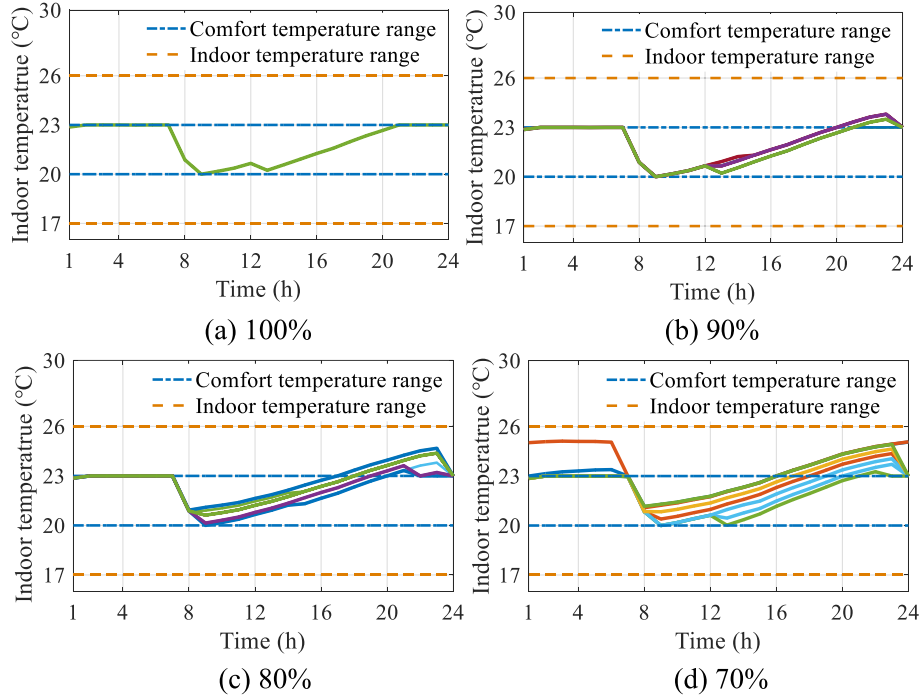 30
26
23
20
17
Indoor temperatrue (°C)
Comfort temperature range
Indoor temperature range
1 4 8 12 16 20 24
Time (h)
(a) 100%
30
26
23
20
17
Indoor temperatrue (°C)
Comfort temperature range
Indoor temperature range
1 4 8 12 16 20 24
Time (h)
(b) 90%
30
26
23
20
17
Indoor temperatrue (°C)
Comfort temperature range
Indoor temperature range
1 4 8 12 16 20 24
Time (h)
(c) 80%
30
26
23
20
17
Indoor temperatrue (°C)
Comfort temperature range
Indoor temperature range
1 4 8 12 16 20 24
Time (h)
(d) 70%